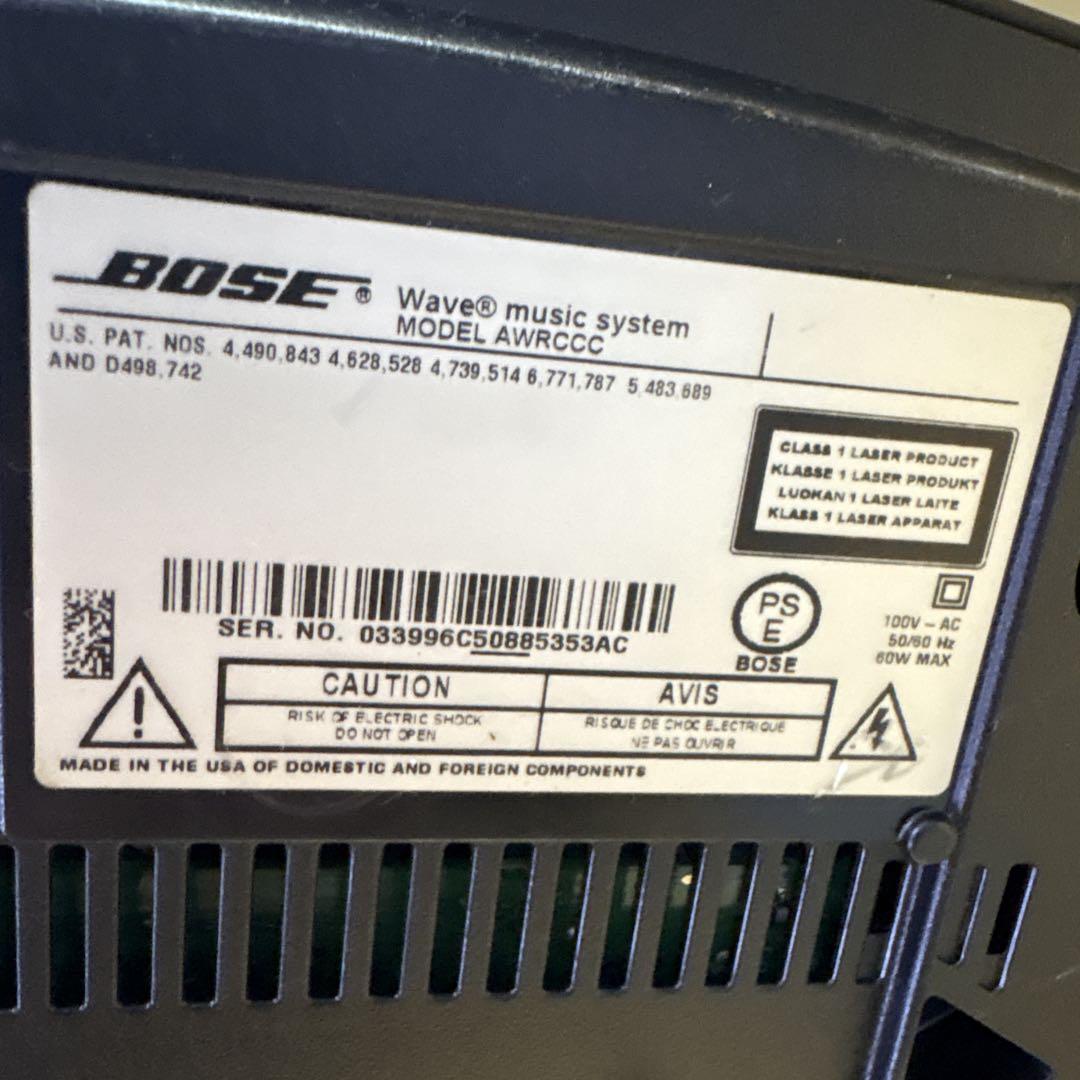 BOSE® Wave® music system
MODEL AWRCCC
U.S. PAT. NOS. 4,490,843 4,628,528 4,739,514 6,771,787 5,483,689
AND D498,742
CLASS 1 LASER PRODUCT
KLASSE 1 LASER PRODUKT
LUOKAN 1 LASER LAITE
KLASS 1 LASER APPARAT
SER. NO. 033996C50885353AC
PS
E
BOSE
100V ~ AC
50/60 Hz
60W MAX
CAUTION
RISK OF ELECTRIC SHOCK
DO NOT OPEN
AVIS
RISQUE DE CHOC ELECTRIQUE
NE PAS OUVRIR
MADE IN THE USA OF DOMESTIC AND FOREIGN COMPONENTS